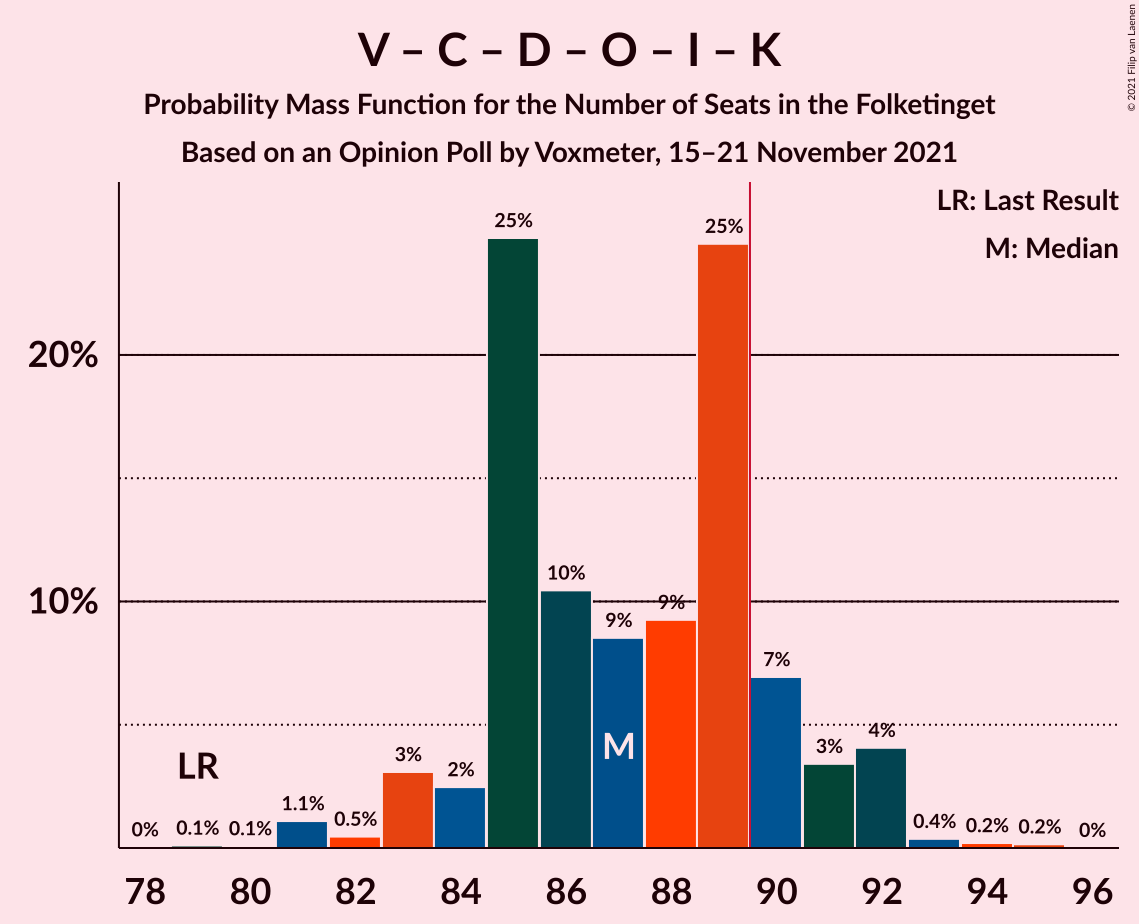 V – C – D – O – I – K
Probability Mass Function for the Number of Seats in the Folketinget
Based on an Opinion Poll by Voxmeter, 15–21 November 2021
© 2021 Filip van Laenen
LR: Last Result
M: Median
20%
10%
0%
0.1%
0.1%
1.1%
0.5%
3%
2%
25%
10%
9%
9%
25%
7%
3%
4%
0.4%
0.2%
0.2%
0%
LR
M
78 80 82 84 86 88 90 92 94 96